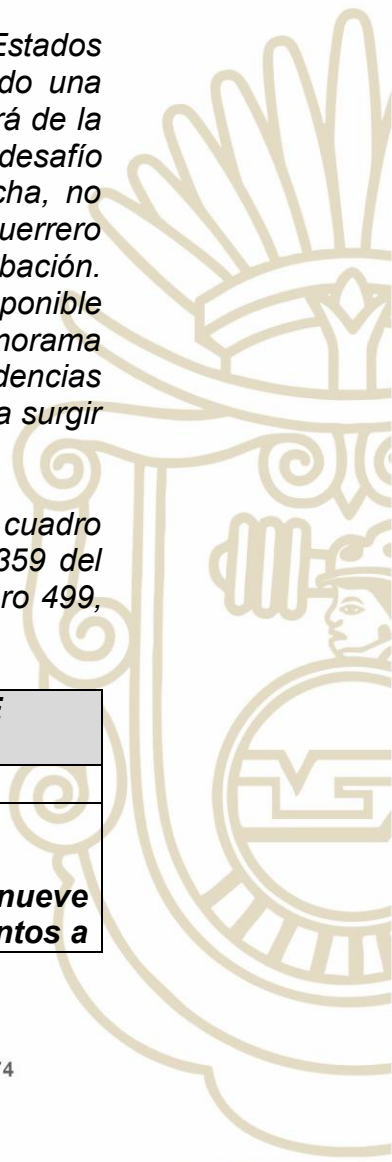 Estados
do una
rá de la
desafío
cha, no
uerrero
bación.
ponible
norama
dencias
a surgir
cuadro
359 del
ro 499,
E
nueve
ntos a
74